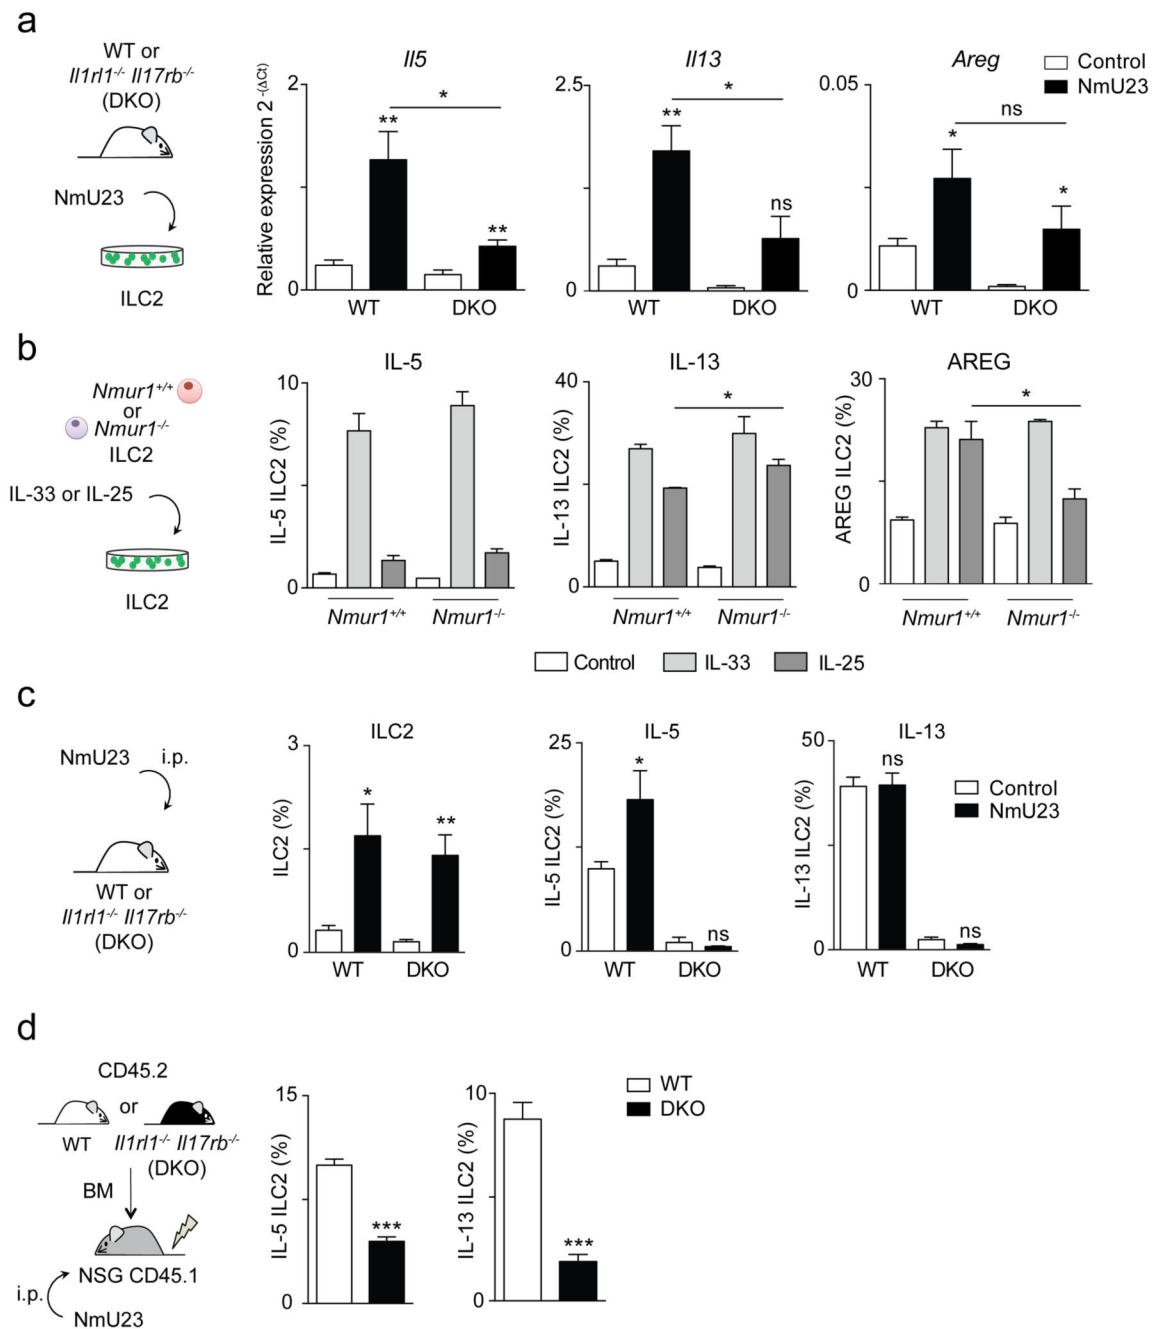 a
WT or
Il1rl1-/- Il17rb-/-
(DKO)
NmU23
ILC2
Relative expression 2 -(ΔCt)
Il5
2
0
*
**
**
WT DKO
Il13
2.5
0
*
**
ns
WT DKO
Areg
0.05
0
ns
*
*
WT DKO
Control
NmU23
b
Nmur1+/+
or
Nmur1-/-
ILC2
IL-33 or IL-25
ILC2
IL-5
IL-5 ILC2 (%)
10
0
Nmur1+/+ Nmur1-/-
IL-13
IL-13 ILC2 (%)
40
0
*
Nmur1+/+ Nmur1-/-
AREG
AREG ILC2 (%)
30
0
*
Nmur1+/+ Nmur1-/-
Control IL-33 IL-25
c
NmU23 i.p.
WT or
Il1rl1-/- Il17rb-/-
(DKO)
ILC2
ILC2 (%)
3
0
*
**
WT DKO
IL-5
IL-5 ILC2 (%)
25
0
*
ns
WT DKO
IL-13
IL-13 ILC2 (%)
50
0
ns
ns
WT DKO
Control
NmU23
d
CD45.2
or
WT Il1rl1-/- Il17rb-/-
(DKO)
BM
NSG CD45.1
i.p.
NmU23
IL-5 ILC2 (%)
15
0
***
IL-13 ILC2 (%)
10
0
***
WT
DKO